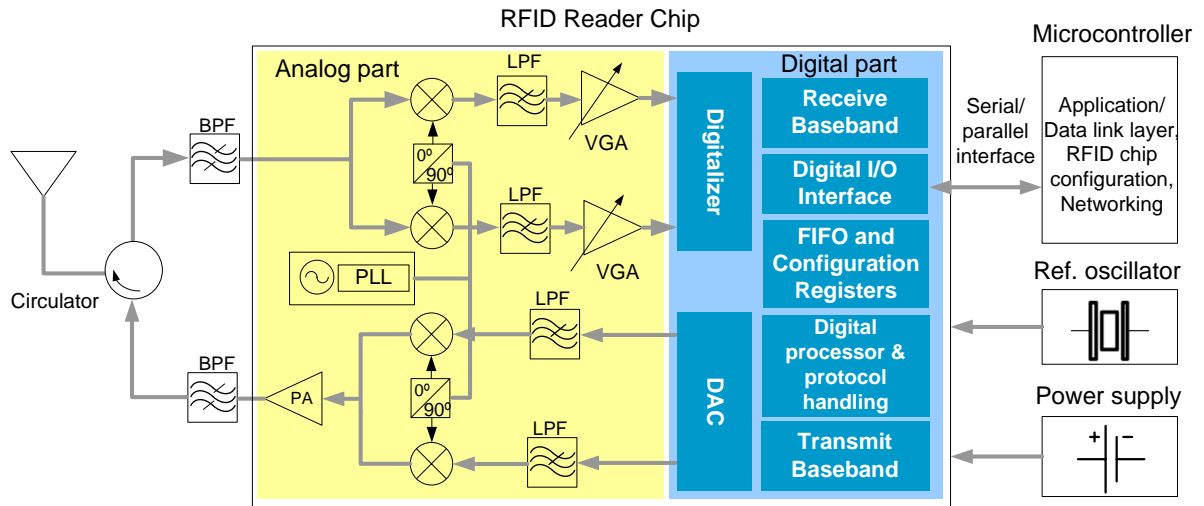 RFID Reader Chip
Analog part
Digital part
Microcontroller
LPF
VGA
BPF
0º
90º
LPF
VGA
PLL
Circulator
Digitalizer
Receive
Baseband
Digital I/O
Interface
FIFO and
Configuration
Registers
Serial/
parallel
interface
Application/
Data link layer,
RFID chip
configuration,
Networking
Ref. oscillator
LPF
BPF
PA
0º
90º
LPF
DAC
Digital
processor &
protocol
handling
Transmit
Baseband
Power supply
+
−